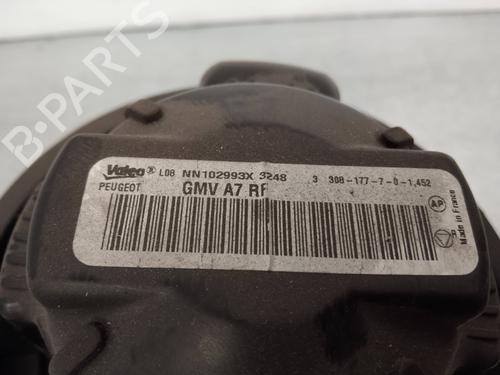 B-Parts
Valeo ® L08 NN102993X 3248 3 308-177-7-0-1,452
PEUGEOT GMV A7 RF
AP
Made in France